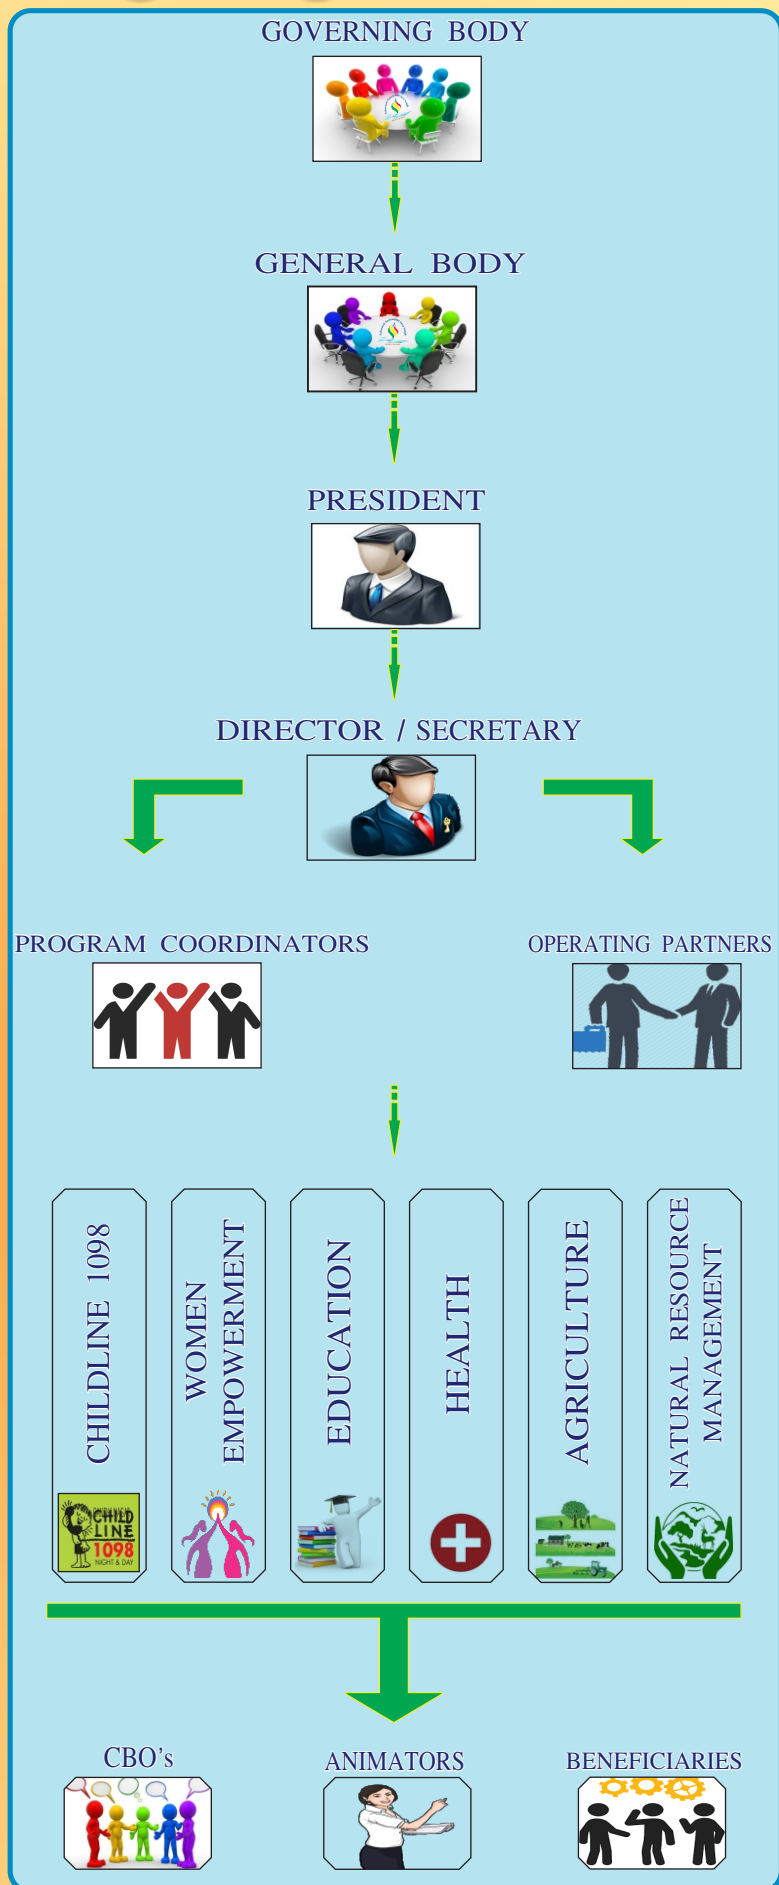 GOVERNING BODY
GENERAL BODY
PRESIDENT
DIRECTOR / SECRETARY
PROGRAM COORDINATORS
OPERATING PARTNERS
CHILDLINE 1098
WOMEN
EMPOWERMENT
EDUCATION
HEALTH
AGRICULTURE
NATURAL RESOURCE
MANAGEMENT
CHILD
LINE
1098
NIGHT & DAY
CBO's
ANIMATORS
BENEFICIARIES